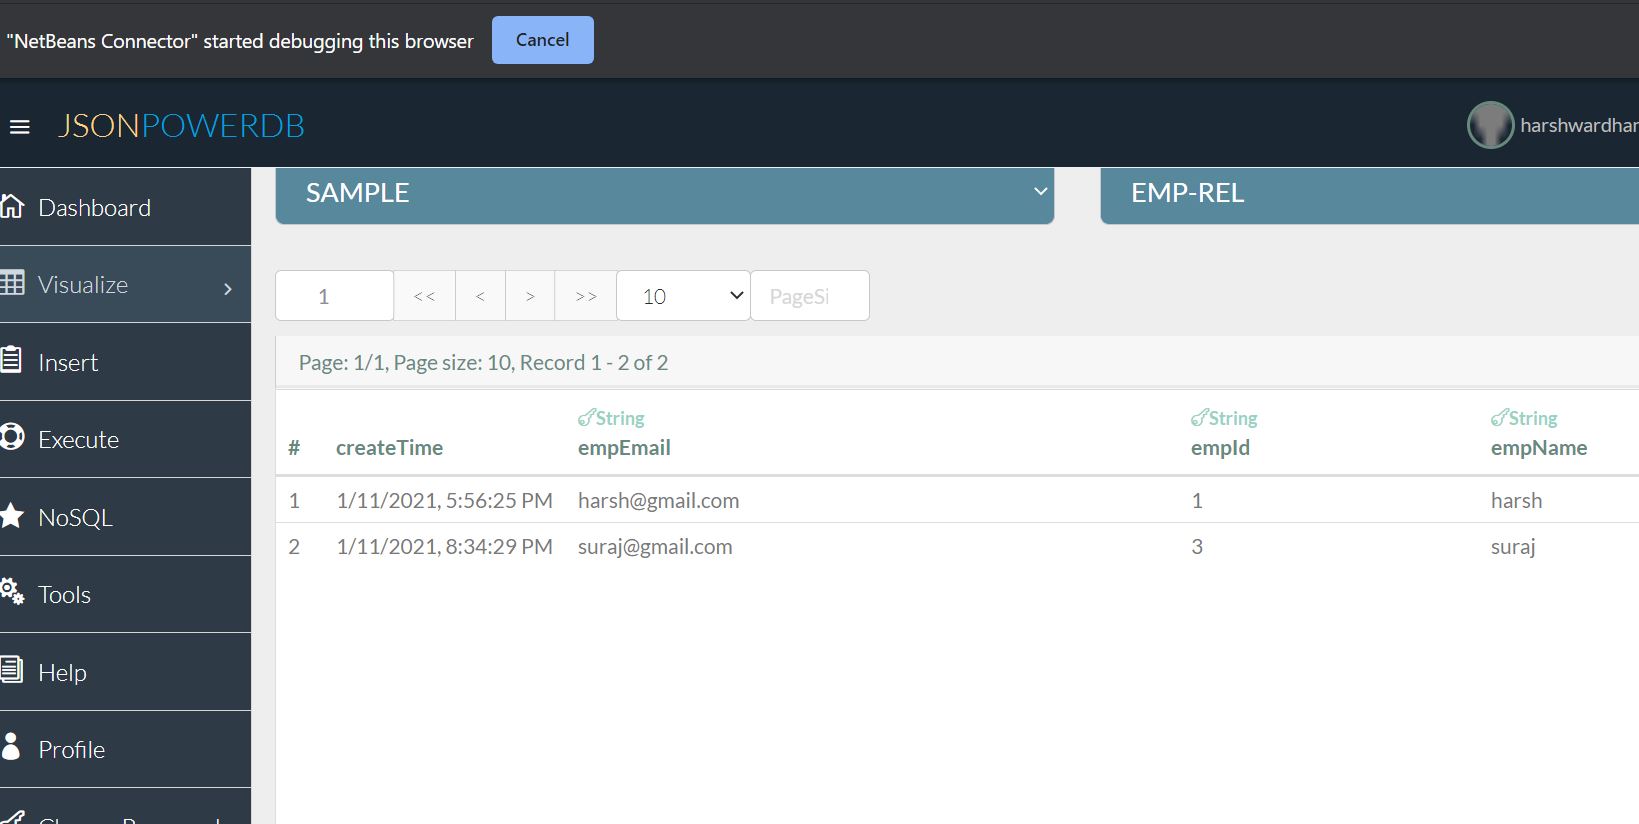 "NetBeans Connector" started debugging this browser Cancel
JSONPOWERDB
harshwardhar
SAMPLE EMP-REL
Dashboard
Visualize
Insert
Execute
NoSQL
Tools
Help
Profile
1 << < > >> 10 PageSi
Page: 1/1, Page size: 10, Record 1 - 2 of 2
String String String
# createTime empEmail empId empName
1 1/11/2021, 5:56:25 PM harsh@gmail.com 1 harsh
2 1/11/2021, 8:34:29 PM suraj@gmail.com 3 suraj